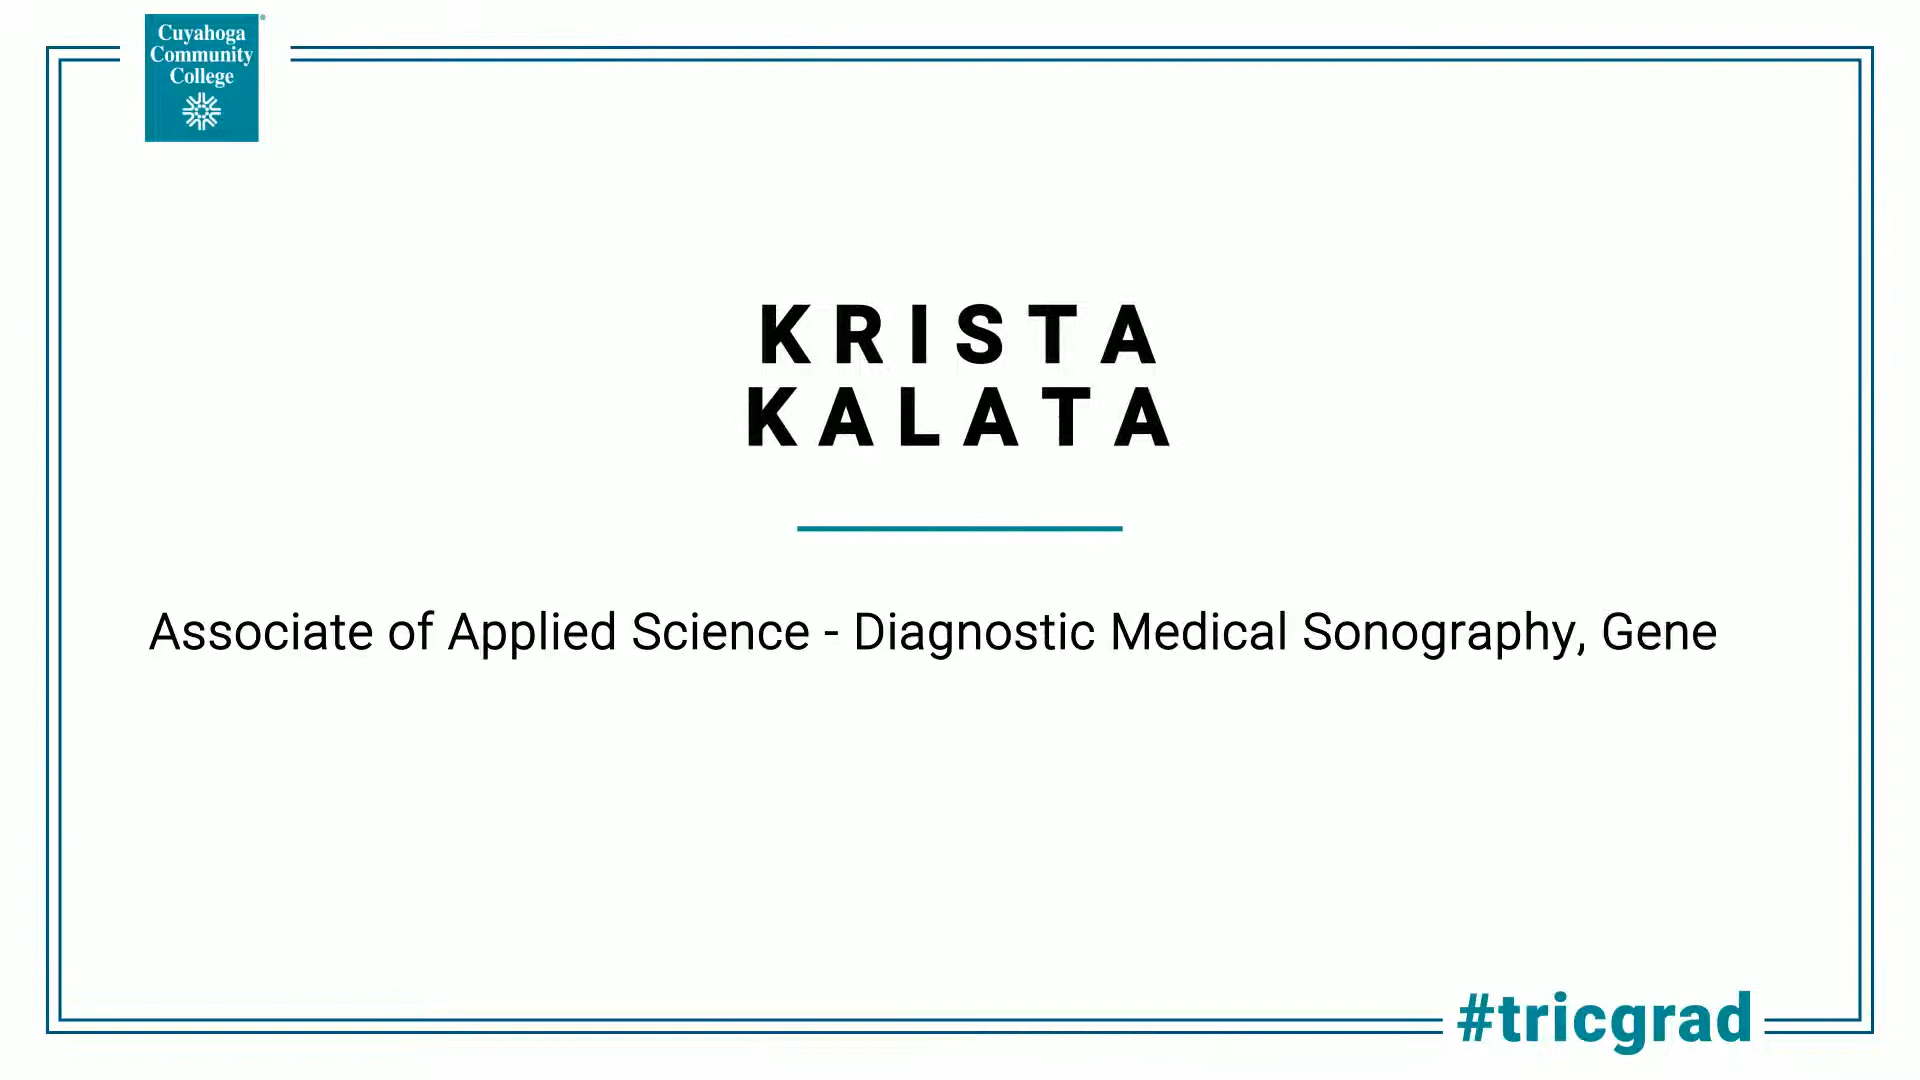 Cuyahoga
Community
College
KRISTA
KALATA
Associate of Applied Science - Diagnostic Medical Sonography, Gene
#tricgrad